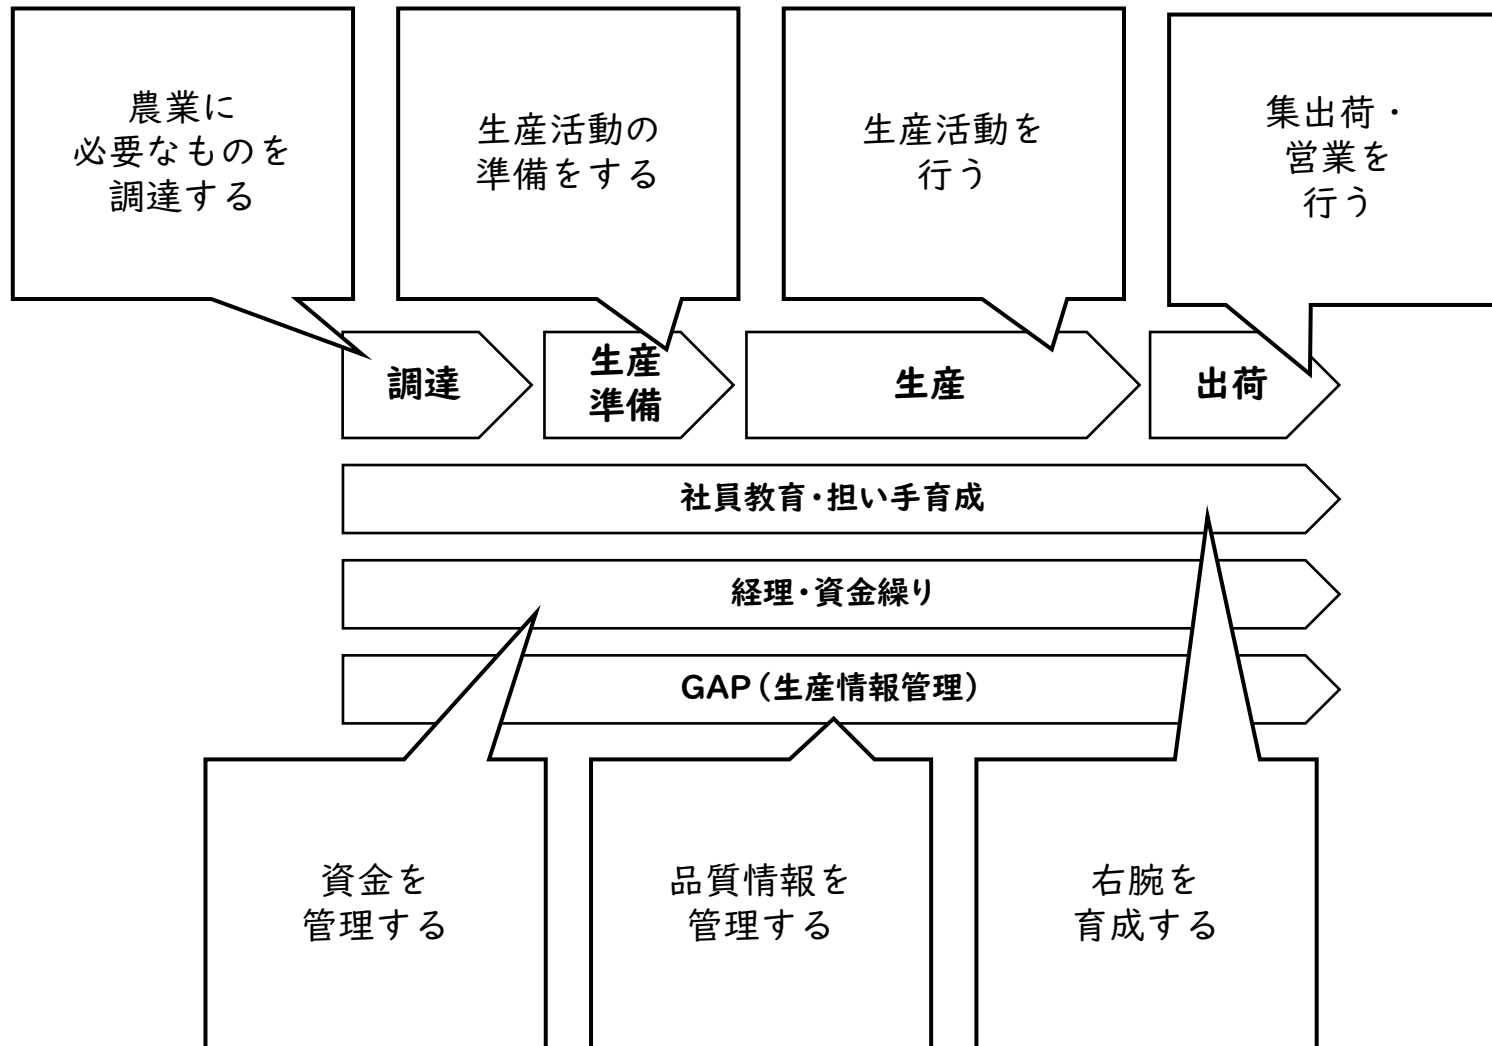 農業に
必要なものを
調達する
生産活動の
準備をする
生産活動を
行う
集出荷・
営業を
行う
調達
生産
準備
生産
出荷
社員教育・担い手育成
経理・資金繰り
GAP（生産情報管理）
資金を
管理する
品質情報を
管理する
右腕を
育成する